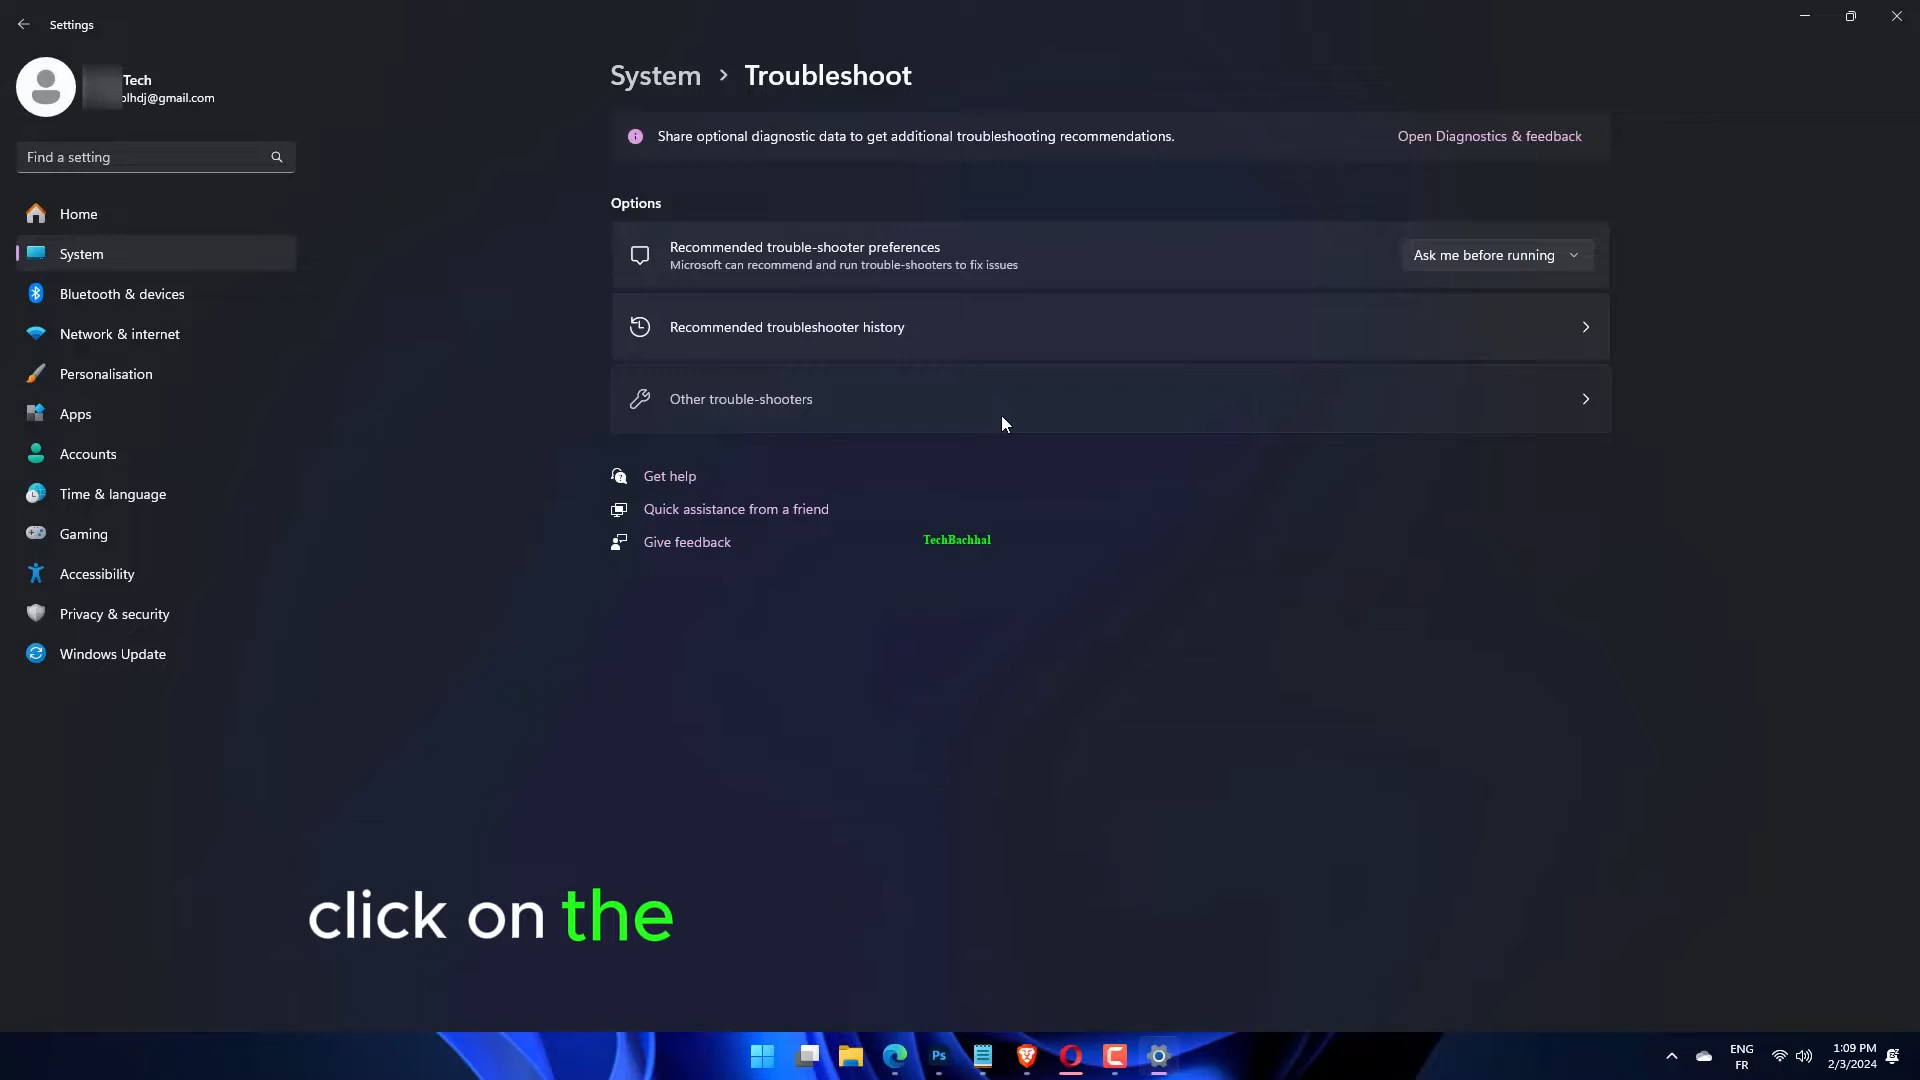 Settings
Tech
olhdj@gmail.com
Find a setting
Home
System
Bluetooth & devices
Network & internet
Personalisation
Apps
Accounts
Time & language
Gaming
Accessibility
Privacy & security
Windows Update
System > Troubleshoot
Share optional diagnostic data to get additional troubleshooting recommendations.
Open Diagnostics & feedback
Options
Recommended trouble-shooter preferences
Microsoft can recommend and run trouble-shooters to fix issues
Ask me before running
Recommended troubleshooter history
Other trouble-shooters
Get help
Quick assistance from a friend
Give feedback
TechBachhal
click on the
Ps
ENG
FR
1:09 PM
2/3/2024